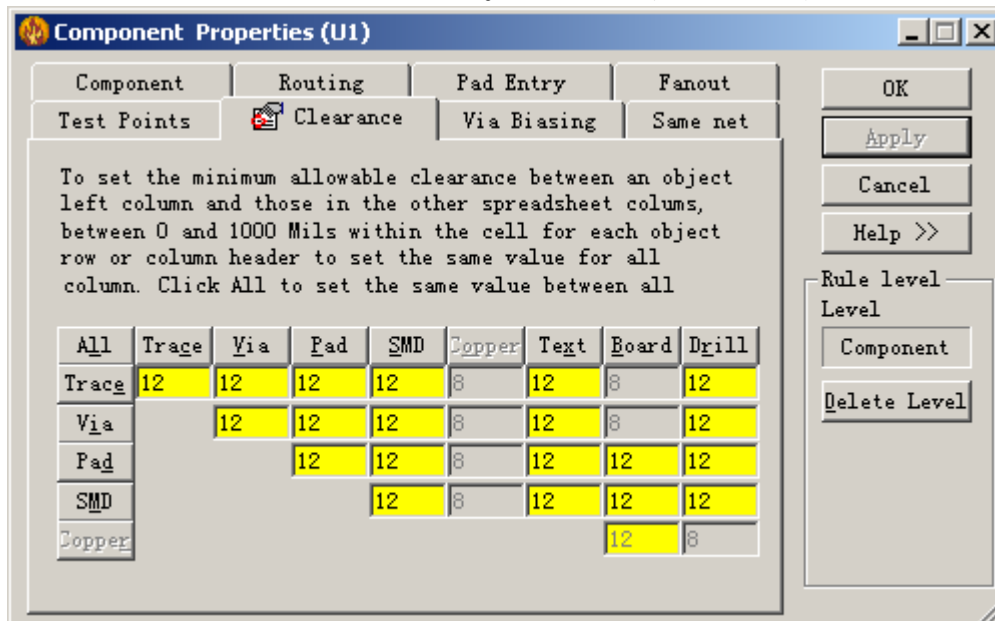 Component Properties (U1)
Component Routing Pad Entry Fanout
Test Points Clearance Via Biasing Same net
To set the minimum allowable clearance between an object
left column and those in the other spreadsheet colums,
between 0 and 1000 Mils within the cell for each object
row or column header to set the same value for all
column. Click All to set the same value between all
All Trace Via Pad SMD Copper Text Board Drill
Trace 12 12 12 12 8 12 8 12
Via 12 12 12 8 12 8 12
Pad 12 12 8 12 12 12
SMD 12 8 12 12 12
Copper 12 8
OK
Apply
Cancel
Help >>
Rule level
Level
Component
Delete Level